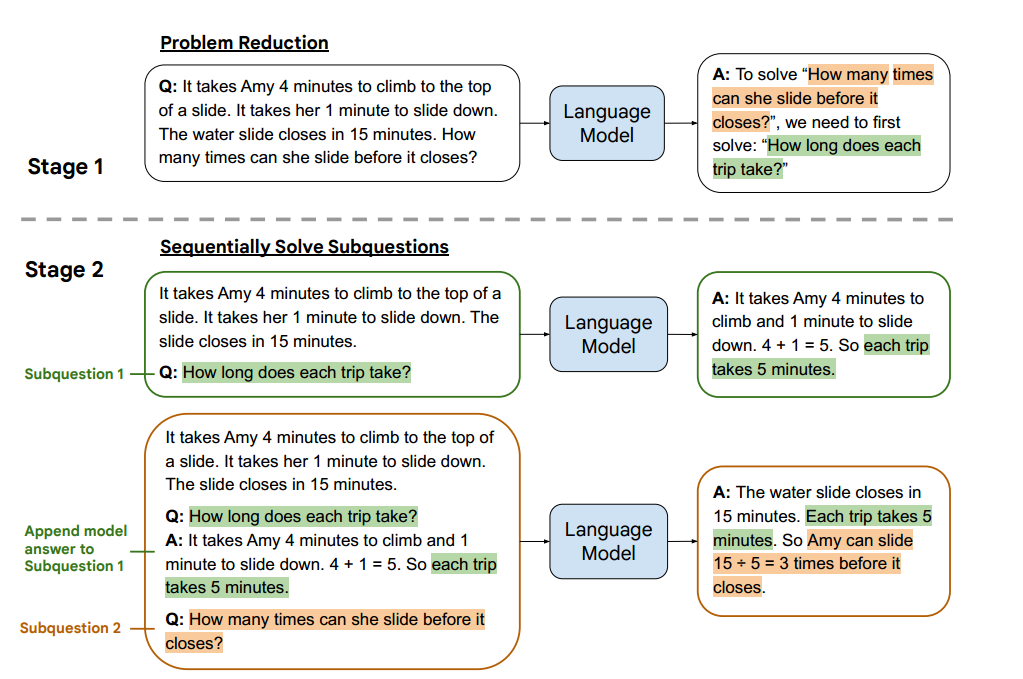 Problem Reduction
Stage 1
Q: It takes Amy 4 minutes to climb to the top
of a slide. It takes her 1 minute to slide down.
The water slide closes in 15 minutes. How
many times can she slide before it closes?
Language
Model
A: To solve “How many times
can she slide before it
closes?”, we need to first
solve: “How long does each
trip take?”
Sequentially Solve Subquestions
Stage 2
It takes Amy 4 minutes to climb to the top of a
slide. It takes her 1 minute to slide down. The
slide closes in 15 minutes.
Subquestion 1
Q: How long does each trip take?
Language
Model
A: It takes Amy 4 minutes to
climb and 1 minute to slide
down. 4 + 1 = 5. So each trip
takes 5 minutes.
It takes Amy 4 minutes to climb to the top of
a slide. It takes her 1 minute to slide down.
The slide closes in 15 minutes.
Append model
answer to
Subquestion 1
Q: How long does each trip take?
A: It takes Amy 4 minutes to climb and 1
minute to slide down. 4 + 1 = 5. So each trip
takes 5 minutes.
Subquestion 2
Q: How many times can she slide before it
closes?
Language
Model
A: The water slide closes in
15 minutes. Each trip takes 5
minutes. So Amy can slide
15 ÷ 5 = 3 times before it
closes.